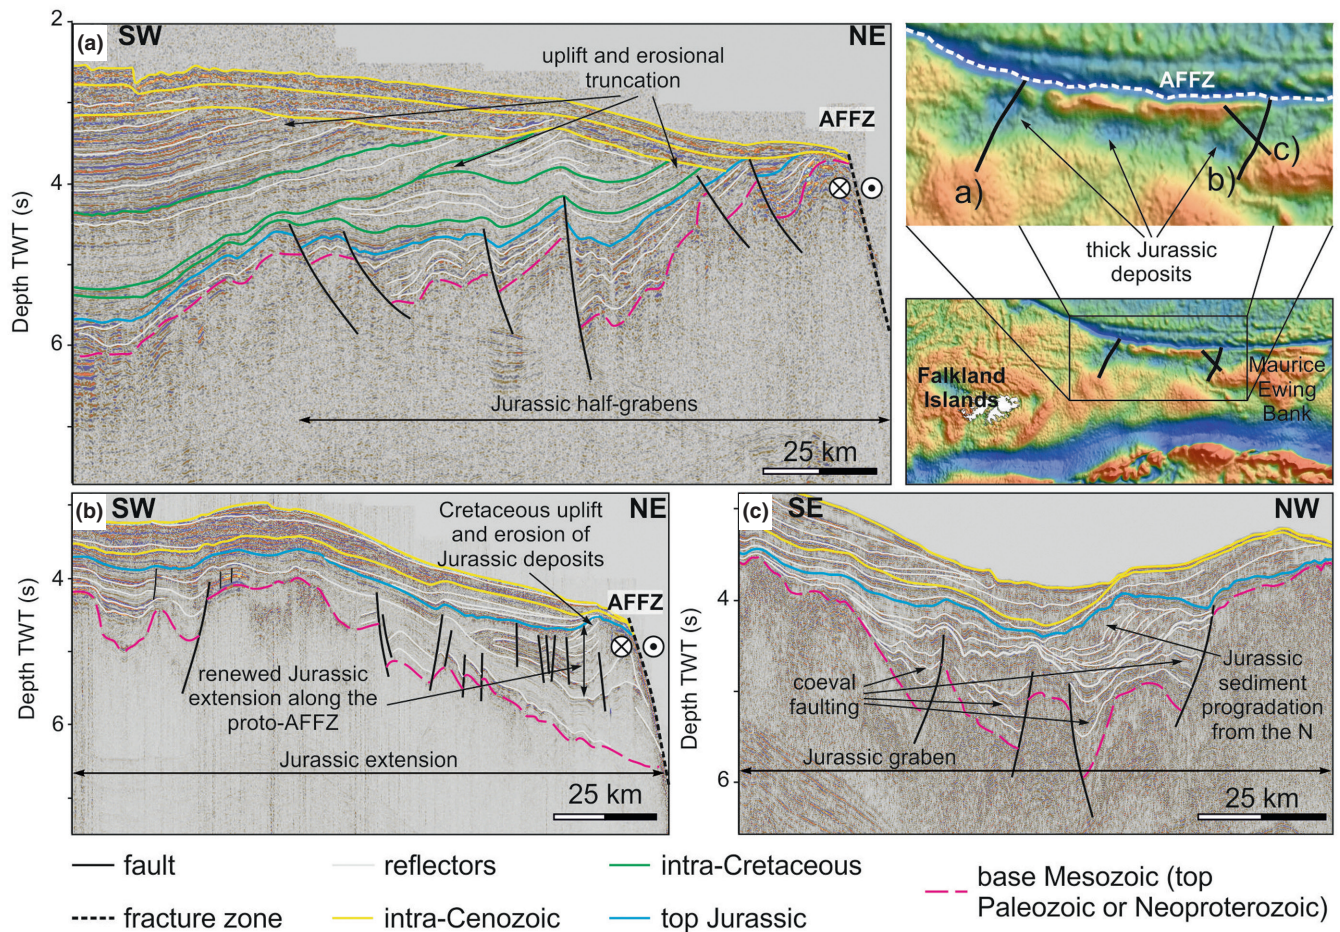 2
(a)
SW
NE
uplift and erosional
truncation
AFFZ
4
6
Depth TWT (s)
Jurassic half-grabens
25 km
AFFZ
a)
b)
c)
thick Jurassic
deposits
Falkland
Islands
Maurice
Ewing
Bank
(b)
SW
NE
Cretaceous uplift
and erosion of
Jurassic deposits
AFFZ
4
6
Depth TWT (s)
renewed Jurassic
extension along the
proto-AFFZ
Jurassic extension
25 km
(c)
SE
NW
4
6
Depth TWT (s)
coeval
faulting
Jurassic graben
Jurassic
sediment
progradation
from the N
25 km
fault
reflectors
intra-Cretaceous
base Mesozoic (top
Paleozoic or Neoproterozoic)
fracture zone
intra-Cenozoic
top Jurassic